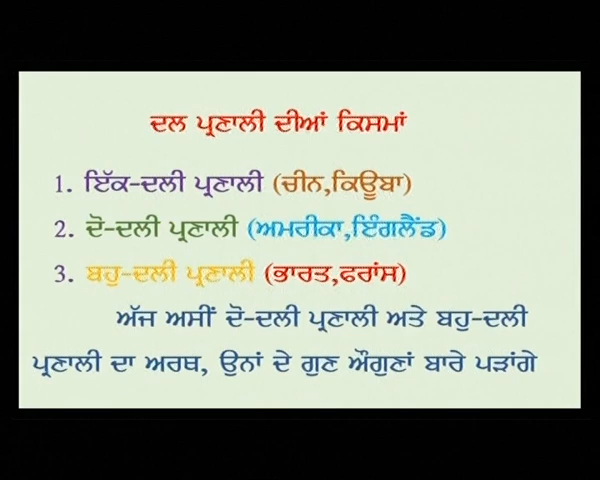 ਦਲ ਪ੍ਰਣਾਲੀ ਦੀਆਂ ਕਿਸਮਾਂ
1. ਇੱਕ-ਦਲੀ ਪ੍ਰਣਾਲੀ (ਚੀਨ,ਕਿਊਬਾ)
2. ਦੋ-ਦਲੀ ਪ੍ਰਣਾਲੀ (ਅਮਰੀਕਾ,ਇੰਗਲੈਂਡ)
3. ਬਹੁ-ਦਲੀ ਪ੍ਰਣਾਲੀ (ਭਾਰਤ,ਫਰਾਂਸ)
ਅੱਜ ਅਸੀਂ ਦੋ-ਦਲੀ ਪ੍ਰਣਾਲੀ ਅਤੇ ਬਹੁ-ਦਲੀ
ਪ੍ਰਣਾਲੀ ਦਾ ਅਰਥ, ਉਨਾਂ ਦੇ ਗੁਣ ਔਗੁਣਾਂ ਬਾਰੇ ਪੜਾਂਗੇ